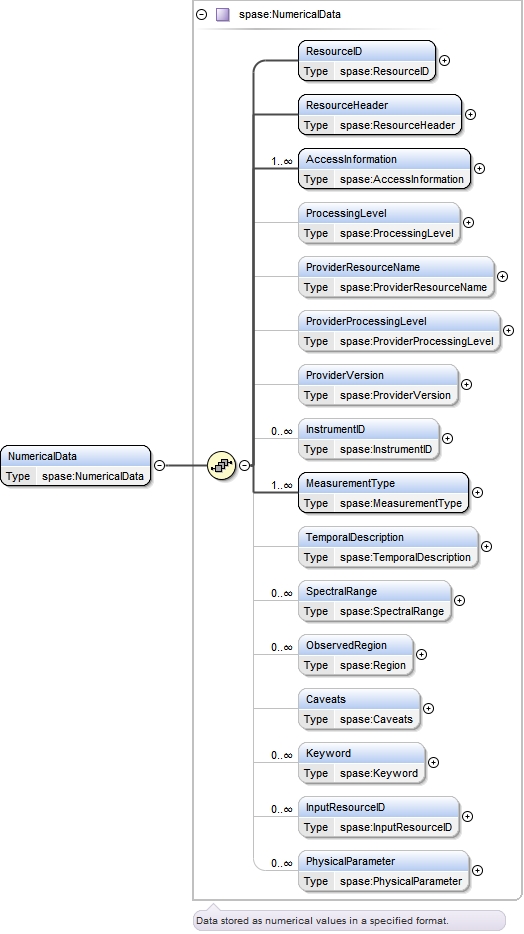 spase:NumericalData
ResourceID
Type spase:ResourceID
ResourceHeader
Type spase:ResourceHeader
1..∞
AccessInformation
Type spase:AccessInformation
ProcessingLevel
Type spase:ProcessingLevel
ProviderResourceName
Type spase:ProviderResourceName
ProviderProcessingLevel
Type spase:ProviderProcessingLevel
ProviderVersion
Type spase:ProviderVersion
0..∞
InstrumentID
Type spase:InstrumentID
NumericalData
Type spase:NumericalData
1..∞
MeasurementType
Type spase:MeasurementType
TemporalDescription
Type spase:TemporalDescription
0..∞
SpectralRange
Type spase:SpectralRange
0..∞
ObservedRegion
Type spase:Region
Caveats
Type spase:Caveats
0..∞
Keyword
Type spase:Keyword
0..∞
InputResourceID
Type spase:InputResourceID
0..∞
PhysicalParameter
Type spase:PhysicalParameter
Data stored as numerical values in a specified format.